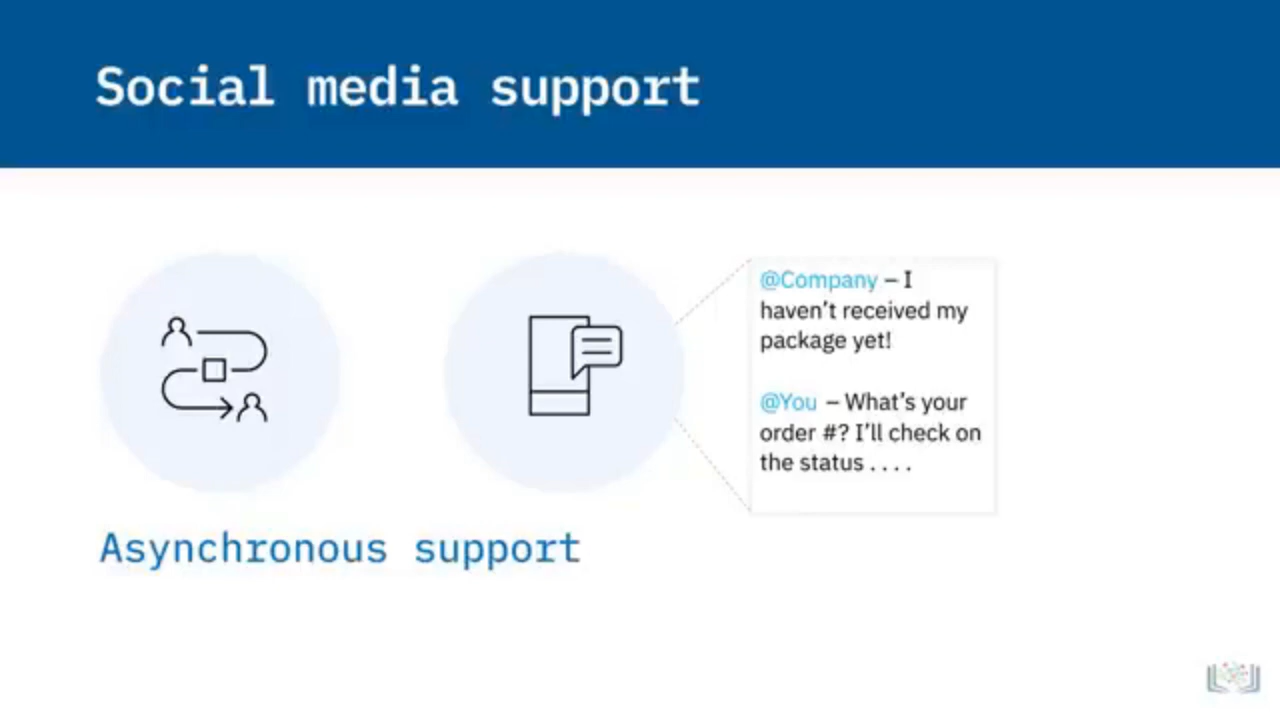 Social media support
@Company – I
haven't received my
package yet!
@You – What's your
order #? I'll check on
the status . . . .
Asynchronous support